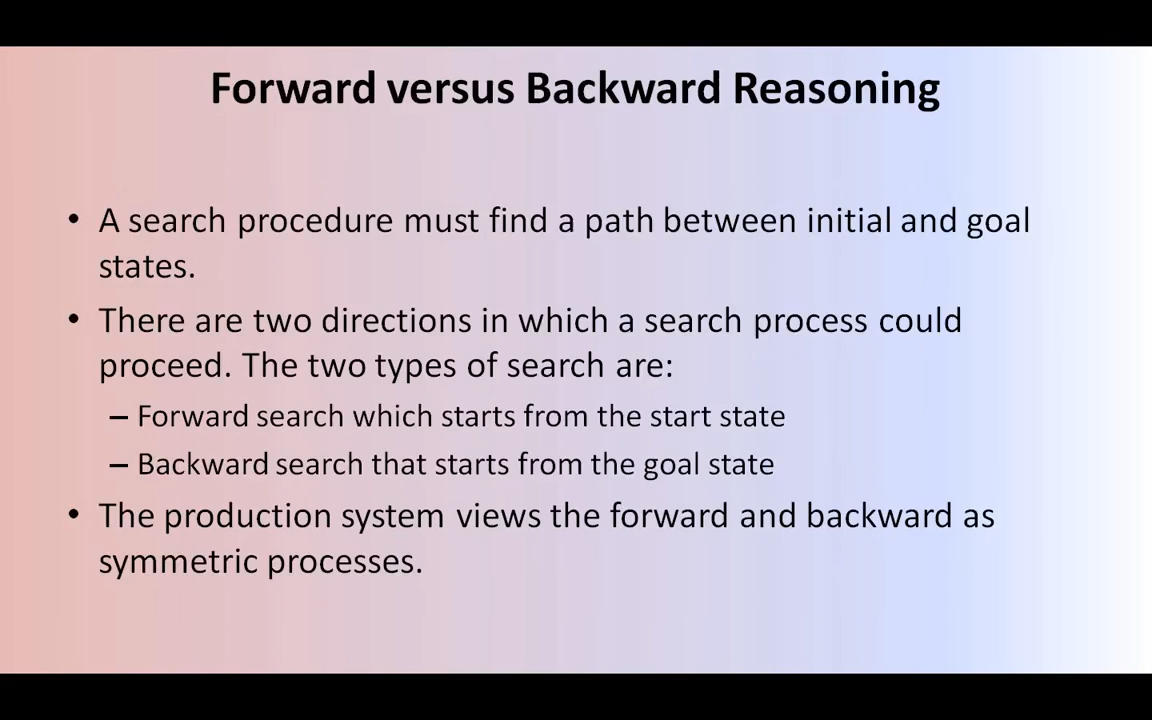 Forward versus Backward Reasoning
• A search procedure must find a path between initial and goal
states.
• There are two directions in which a search process could
proceed. The two types of search are:
– Forward search which starts from the start state
– Backward search that starts from the goal state
• The production system views the forward and backward as
symmetric processes.